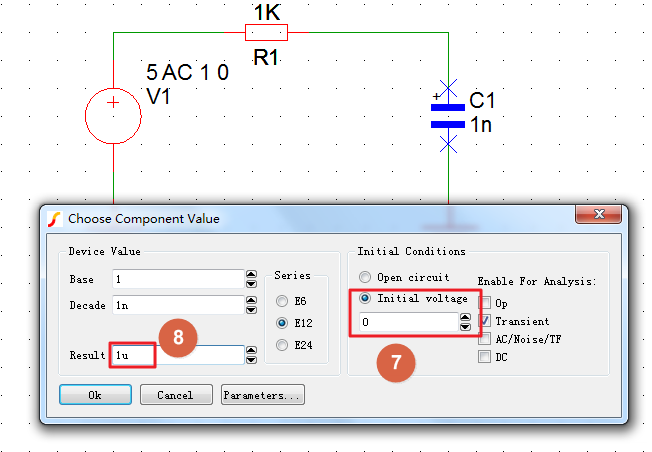 1K
R1
5 AC 1 0
V1
+
C1
1n
Choose Component Value
Device Value
Base 1
Decade 1n
Result 1u
Series
E6
E12
E24
8
Initial Conditions
Open circuit
Initial voltage
0
7
Enable For Analysis:
Op
Transient
AC/Noise/TF
DC
Ok
Cancel
Parameters...